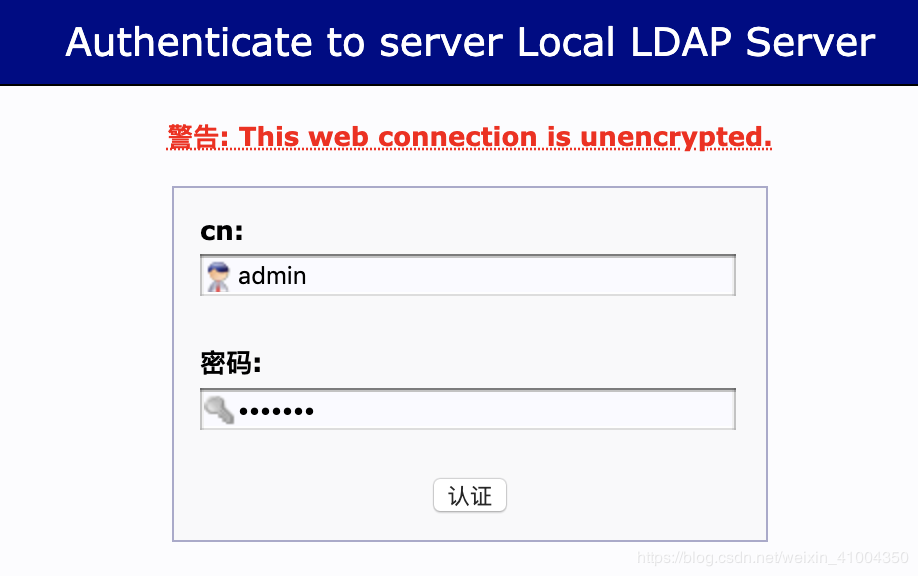 Authenticate to server Local LDAP Server
警告: This web connection is unencrypted.
cn:
admin
密码:
•••••••
认证
https://blog.csdn.net/weixin_41004350